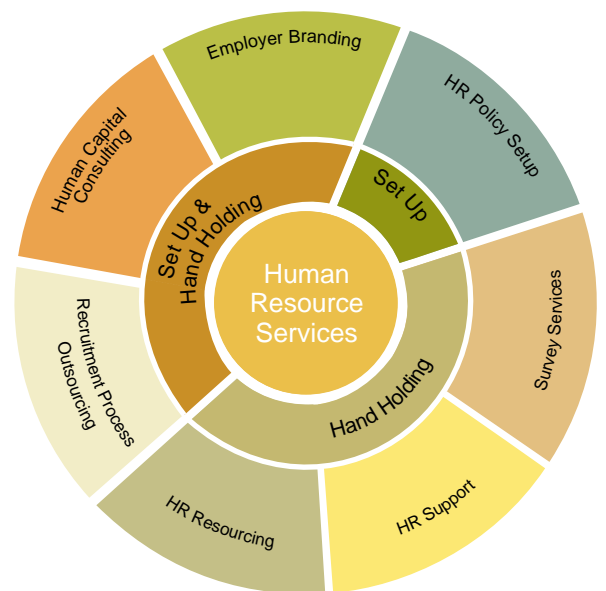 Human
Resource
Services
Set Up
Hand Holding
Set Up &
Hand Holding
Employer Branding
HR Policy Setup
Survey Services
HR Support
HR Resourcing
Recruitment Process
Outsourcing
Human Capital
Consulting